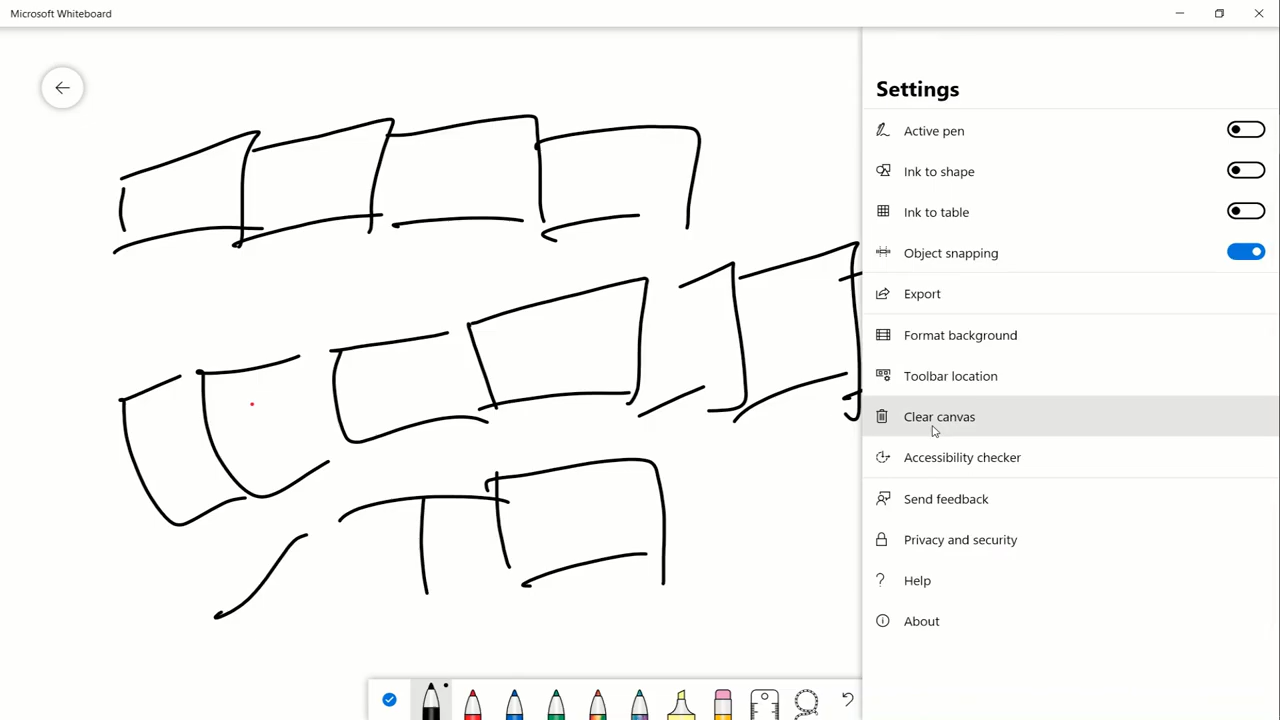 Microsoft Whiteboard
Settings
Active pen
Ink to shape
Ink to table
Object snapping
Export
Format background
Toolbar location
Clear canvas
Accessibility checker
Send feedback
Privacy and security
? Help
About